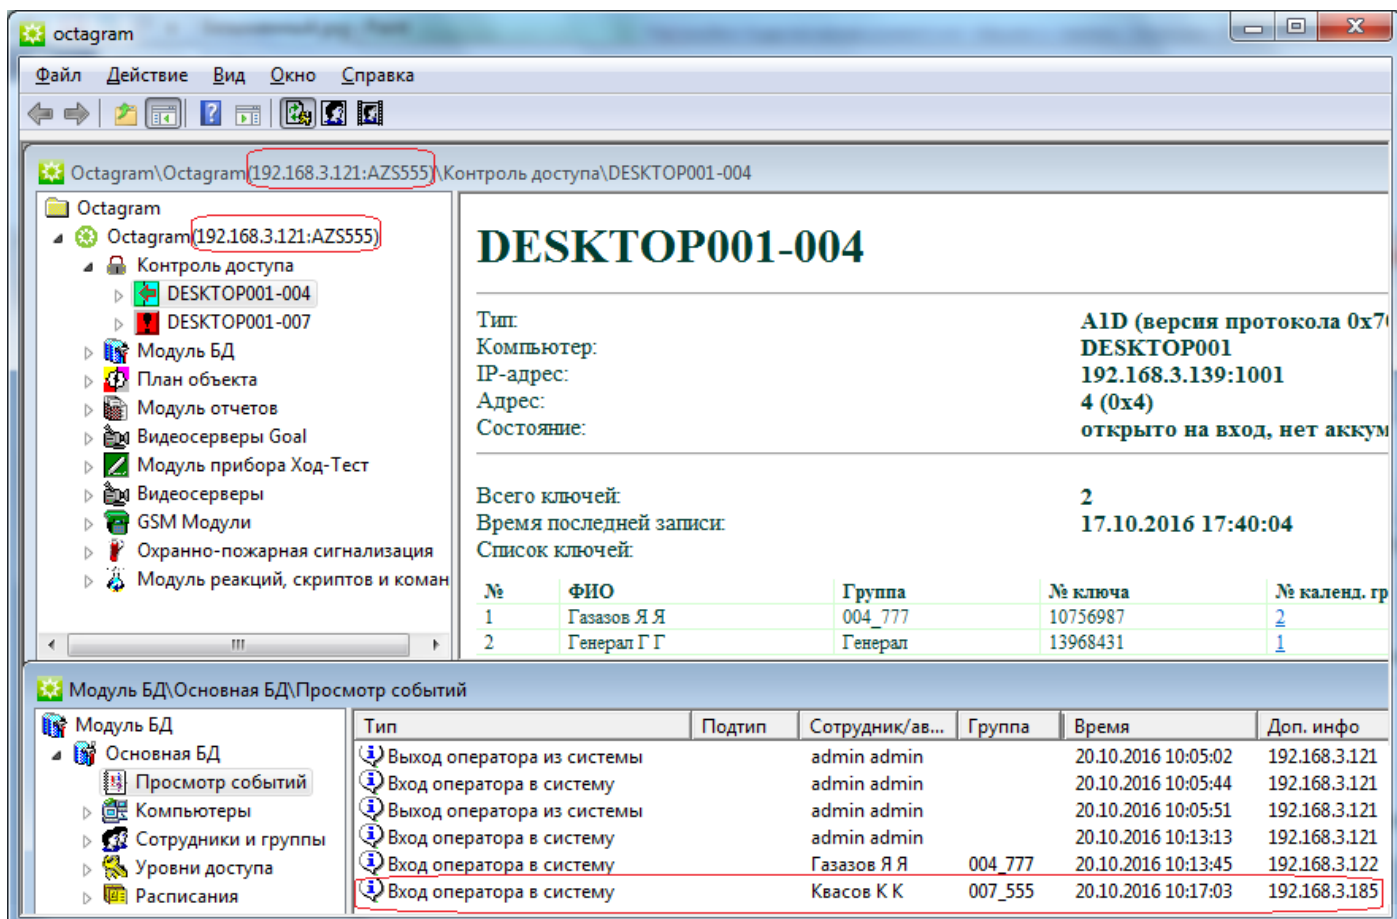 octagram
Файл Действие Вид Окно Справка
Octagram\Octagram(192.168.3.121:AZS555)\Контроль доступа\DESKTOP001-004
Octagram
Octagram(192.168.3.121:AZS555)
Контроль доступа
DESKTOP001-004
DESKTOP001-007
Модуль БД
План объекта
Модуль отчетов
Видеосерверы Goal
Модуль прибора Ход-Тест
Видеосерверы
GSM Модули
Охранно-пожарная сигнализация
Модуль реакций, скриптов и коман
DESKTOP001-004
Тип: A1D (версия протокола 0x70
Компьютер: DESKTOP001
IP-адрес: 192.168.3.139:1001
Адрес: 4 (0x4)
Состояние: открыто на вход, нет аккум
Всего ключей: 2
Время последней записи: 17.10.2016 17:40:04
Список ключей:
№ ФИО Группа № ключа № календ. гр
1 Газазов Я Я 004_777 10756987 2
2 Генерал Г Г Генерал 13968431 1
Модуль БД\Основная БД\Просмотр событий
Модуль БД
Основная БД
Просмотр событий
Компьютеры
Сотрудники и группы
Уровни доступа
Расписания
Тип Подтип Сотрудник/ав... Группа Время Доп. инфо
Выход оператора из системы admin admin 20.10.2016 10:05:02 192.168.3.121
Вход оператора в систему admin admin 20.10.2016 10:05:44 192.168.3.121
Выход оператора из системы admin admin 20.10.2016 10:05:51 192.168.3.121
Вход оператора в систему admin admin 20.10.2016 10:13:13 192.168.3.121
Вход оператора в систему Газазов Я Я 004_777 20.10.2016 10:13:45 192.168.3.122
Вход оператора в систему Квасов К К 007_555 20.10.2016 10:17:03 192.168.3.185